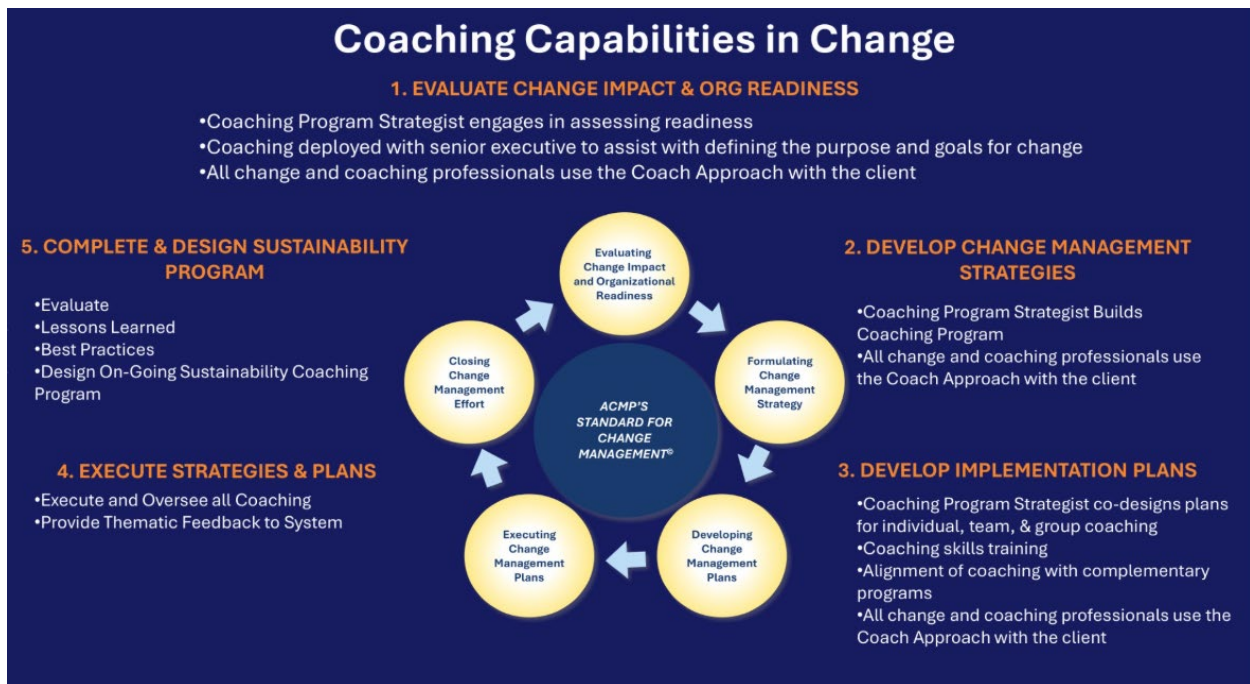 Coaching Capabilities in Change
1. EVALUATE CHANGE IMPACT & ORG READINESS
•Coaching Program Strategist engages in assessing readiness
•Coaching deployed with senior executive to assist with defining the purpose and goals for change
•All change and coaching professionals use the Coach Approach with the client
5. COMPLETE & DESIGN SUSTAINABILITY
PROGRAM
•Evaluate
•Lessons Learned
•Best Practices
•Design On-Going Sustainability Coaching
Program
Evaluating
Change Impact
and Organizational
Readiness
2. DEVELOP CHANGE MANAGEMENT
STRATEGIES
•Coaching Program Strategist Builds
Coaching Program
•All change and coaching professionals use
the Coach Approach with the client
Closing
Change
Management
Effort
Formulating
Change
Management
Strategy
ACMP'S
STANDARD FOR
CHANGE
MANAGEMENT©
4. EXECUTE STRATEGIES & PLANS
•Execute and Oversee all Coaching
•Provide Thematic Feedback to System
Executing
Change
Management
Plans
Developing
Change
Management
Plans
3. DEVELOP IMPLEMENTATION PLANS
•Coaching Program Strategist co-designs plans
for individual, team, & group coaching
•Coaching skills training
•Alignment of coaching with complementary
programs
•All change and coaching professionals use the
Coach Approach with the client